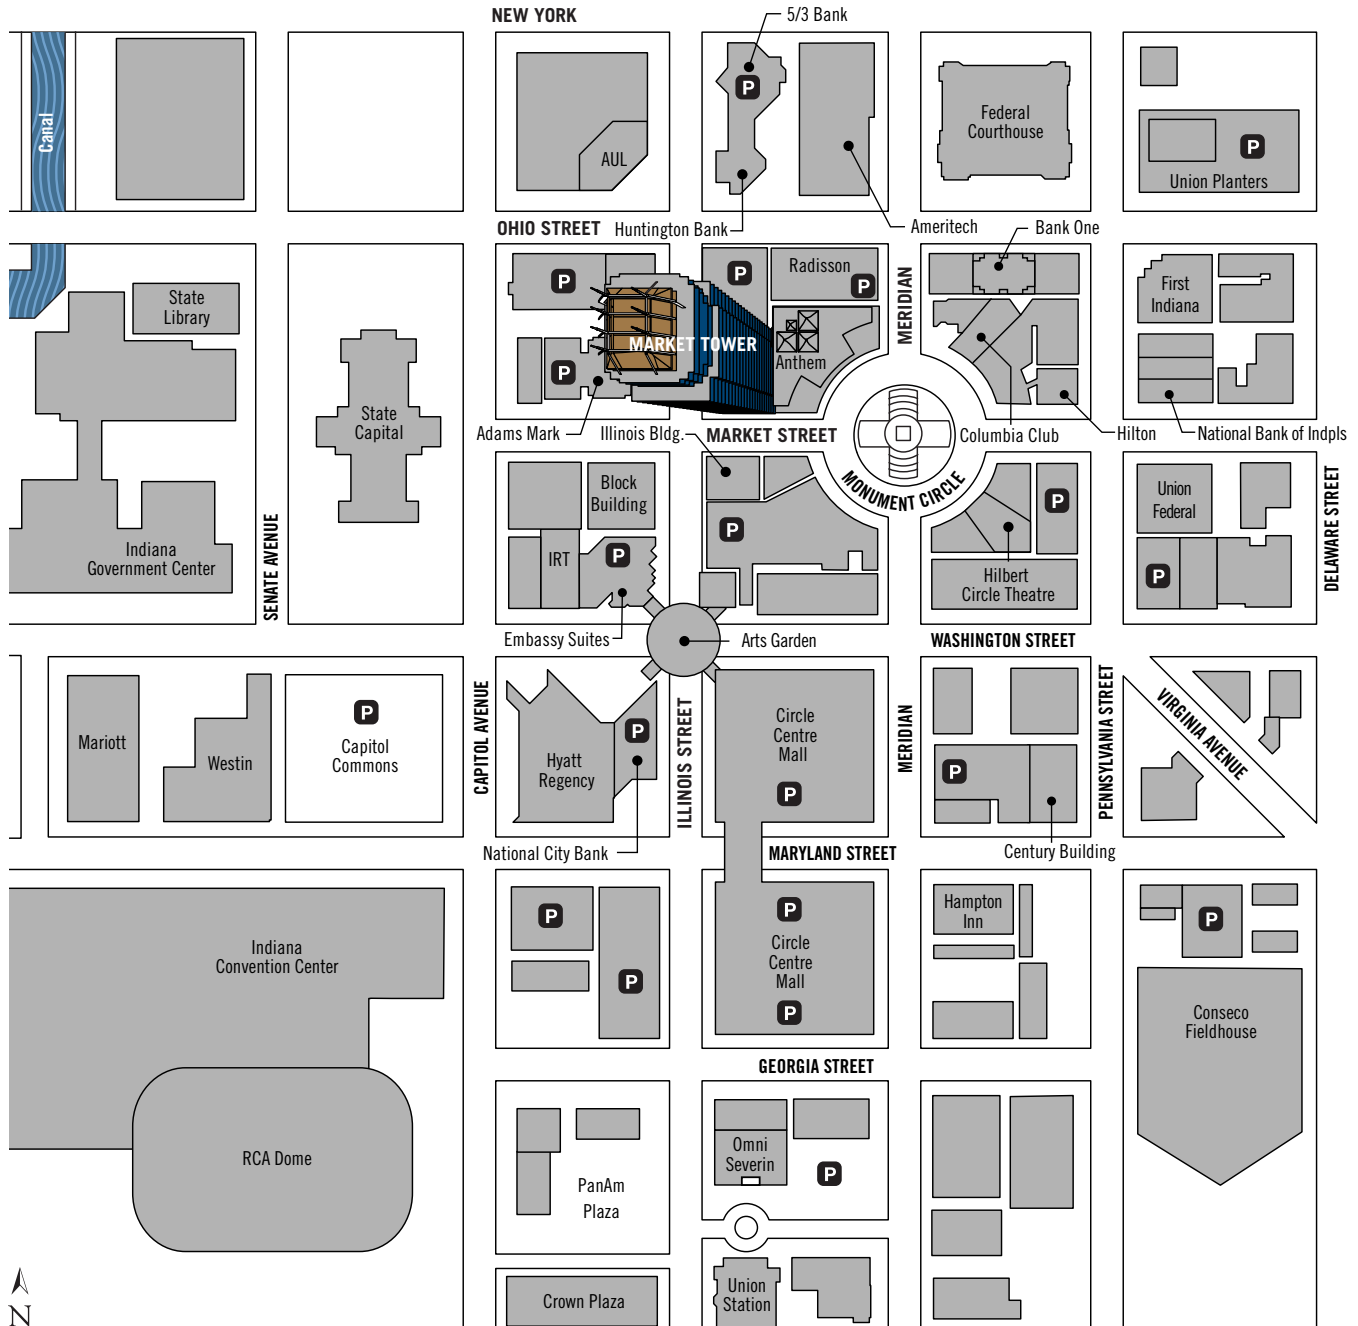 NEW YORK
5/3 Bank
P
Canal
AUL
Federal
Courthouse
P
Union Planters
OHIO STREET
Huntington Bank
Ameritech
Bank One
State
Library
P
P
Radisson
P
MERIDIAN
First
Indiana
MARKET TOWER
Anthem
P
State
Capital
Adams Mark
Illinois Bldg.
MARKET STREET
Columbia Club
Hilton
National Bank of Indpls
MONUMENT CIRCLE
Block
Building
Union
Federal
P
P
DELAWARE STREET
SENATE AVENUE
Indiana
Government Center
IRT
P
P
Hilbert
Circle Theatre
Embassy Suites
Arts Garden
WASHINGTON STREET
Mariott
Westin
P
Capitol
Commons
CAPITOL AVENUE
Hyatt
Regency
P
ILLINOIS STREET
Circle
Centre
Mall
P
MERIDIAN
P
PENNSYLVANIA STREET
VIRGINIA AVENUE
National City Bank
MARYLAND STREET
Century Building
Indiana
Convention Center
P
P
P
Circle
Centre
Mall
P
Hampton
Inn
P
Conseco
Fieldhouse
GEORGIA STREET
RCA Dome
PanAm
Plaza
Omni
Severin
P
Crown Plaza
Union
Station
N